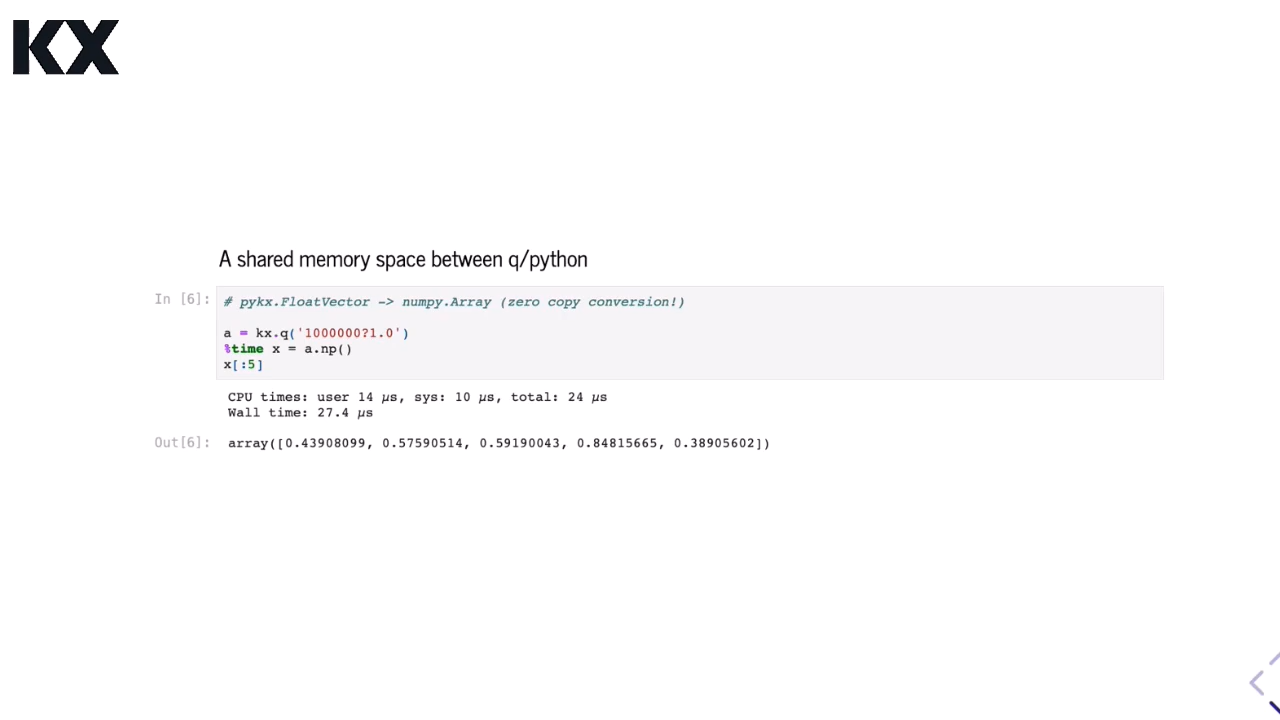 KX
A shared memory space between q/python
In [6]:
# pykx.FloatVector -> numpy.Array (zero copy conversion!)
a = kx.q('1000000?1.0')
%time x = a.np()
x[:5]
CPU times: user 14 µs, sys: 10 µs, total: 24 µs
Wall time: 27.4 µs
Out[6]: array([0.43908099, 0.57590514, 0.59190043, 0.84815665, 0.38905602])